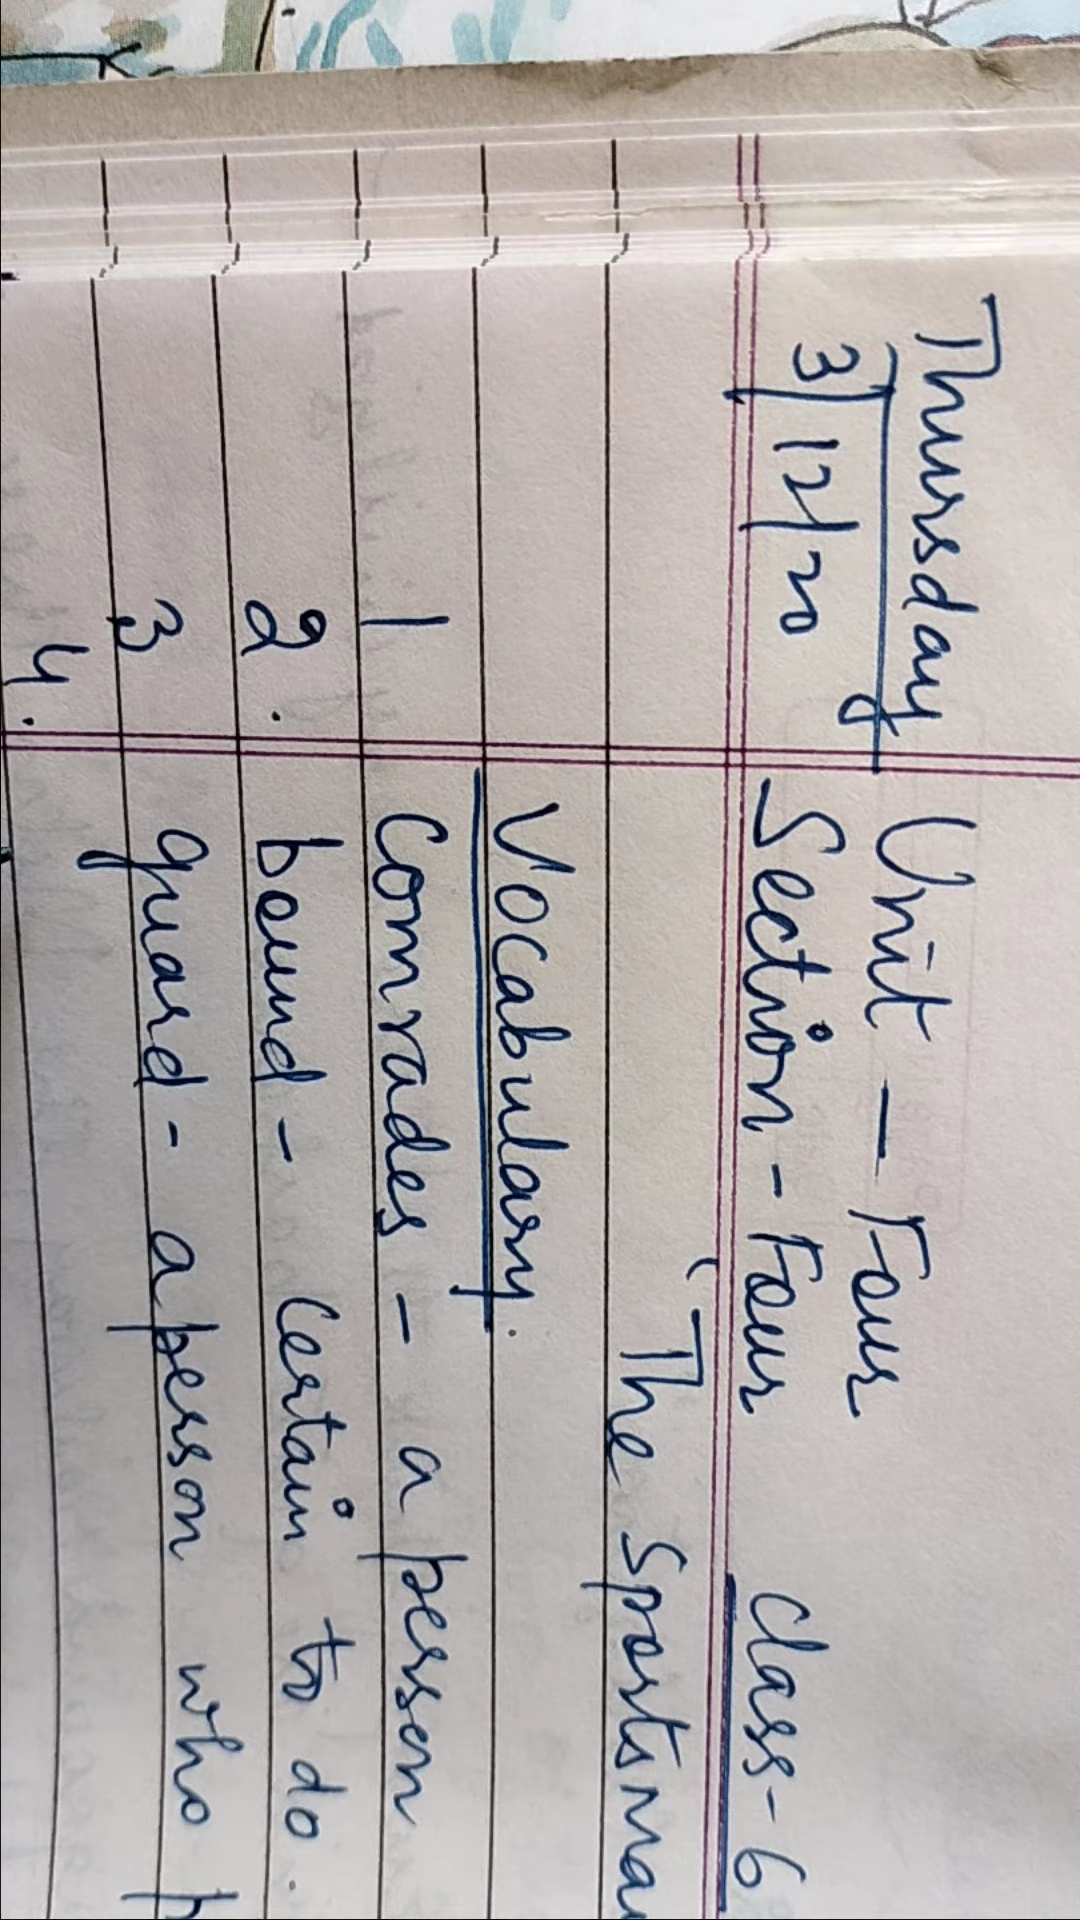 Thursday Unit - Four
3/12/20 Section - Four Class-6
( The Sportsma
Vocabulary.
1 Comrades - a person
2. bound - Certain to do.
3 guard - a person who p
4.